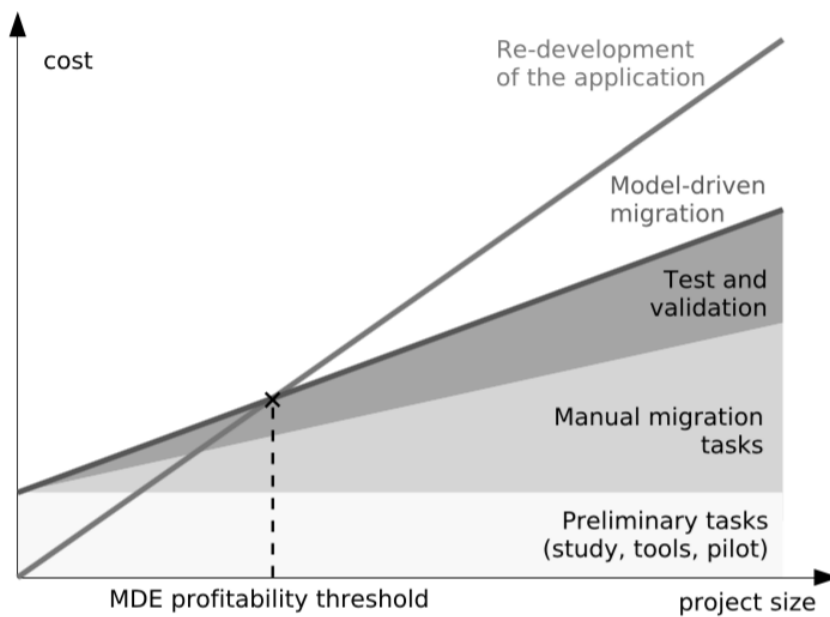 cost
Re-development
of the application
Model-driven
migration
Test and
validation
Manual migration
tasks
Preliminary tasks
(study, tools, pilot)
MDE profitability threshold
project size